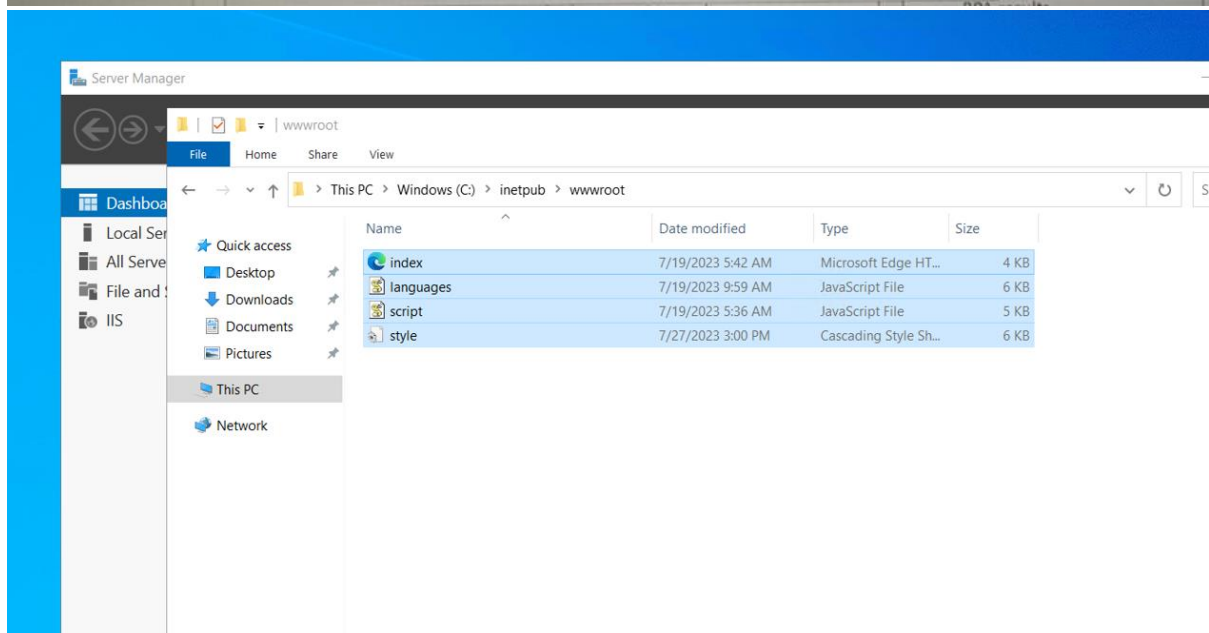 Server Manager
wwwroot
File Home Share View
This PC > Windows (C:) > inetpub > wwwroot
Dashboa
Local Ser
All Serve
File and S
IIS
Quick access
Desktop
Downloads
Documents
Pictures
This PC
Network
Name Date modified Type Size
index 7/19/2023 5:42 AM Microsoft Edge HT... 4 KB
languages 7/19/2023 9:59 AM JavaScript File 6 KB
script 7/19/2023 5:36 AM JavaScript File 5 KB
style 7/27/2023 3:00 PM Cascading Style Sh... 6 KB